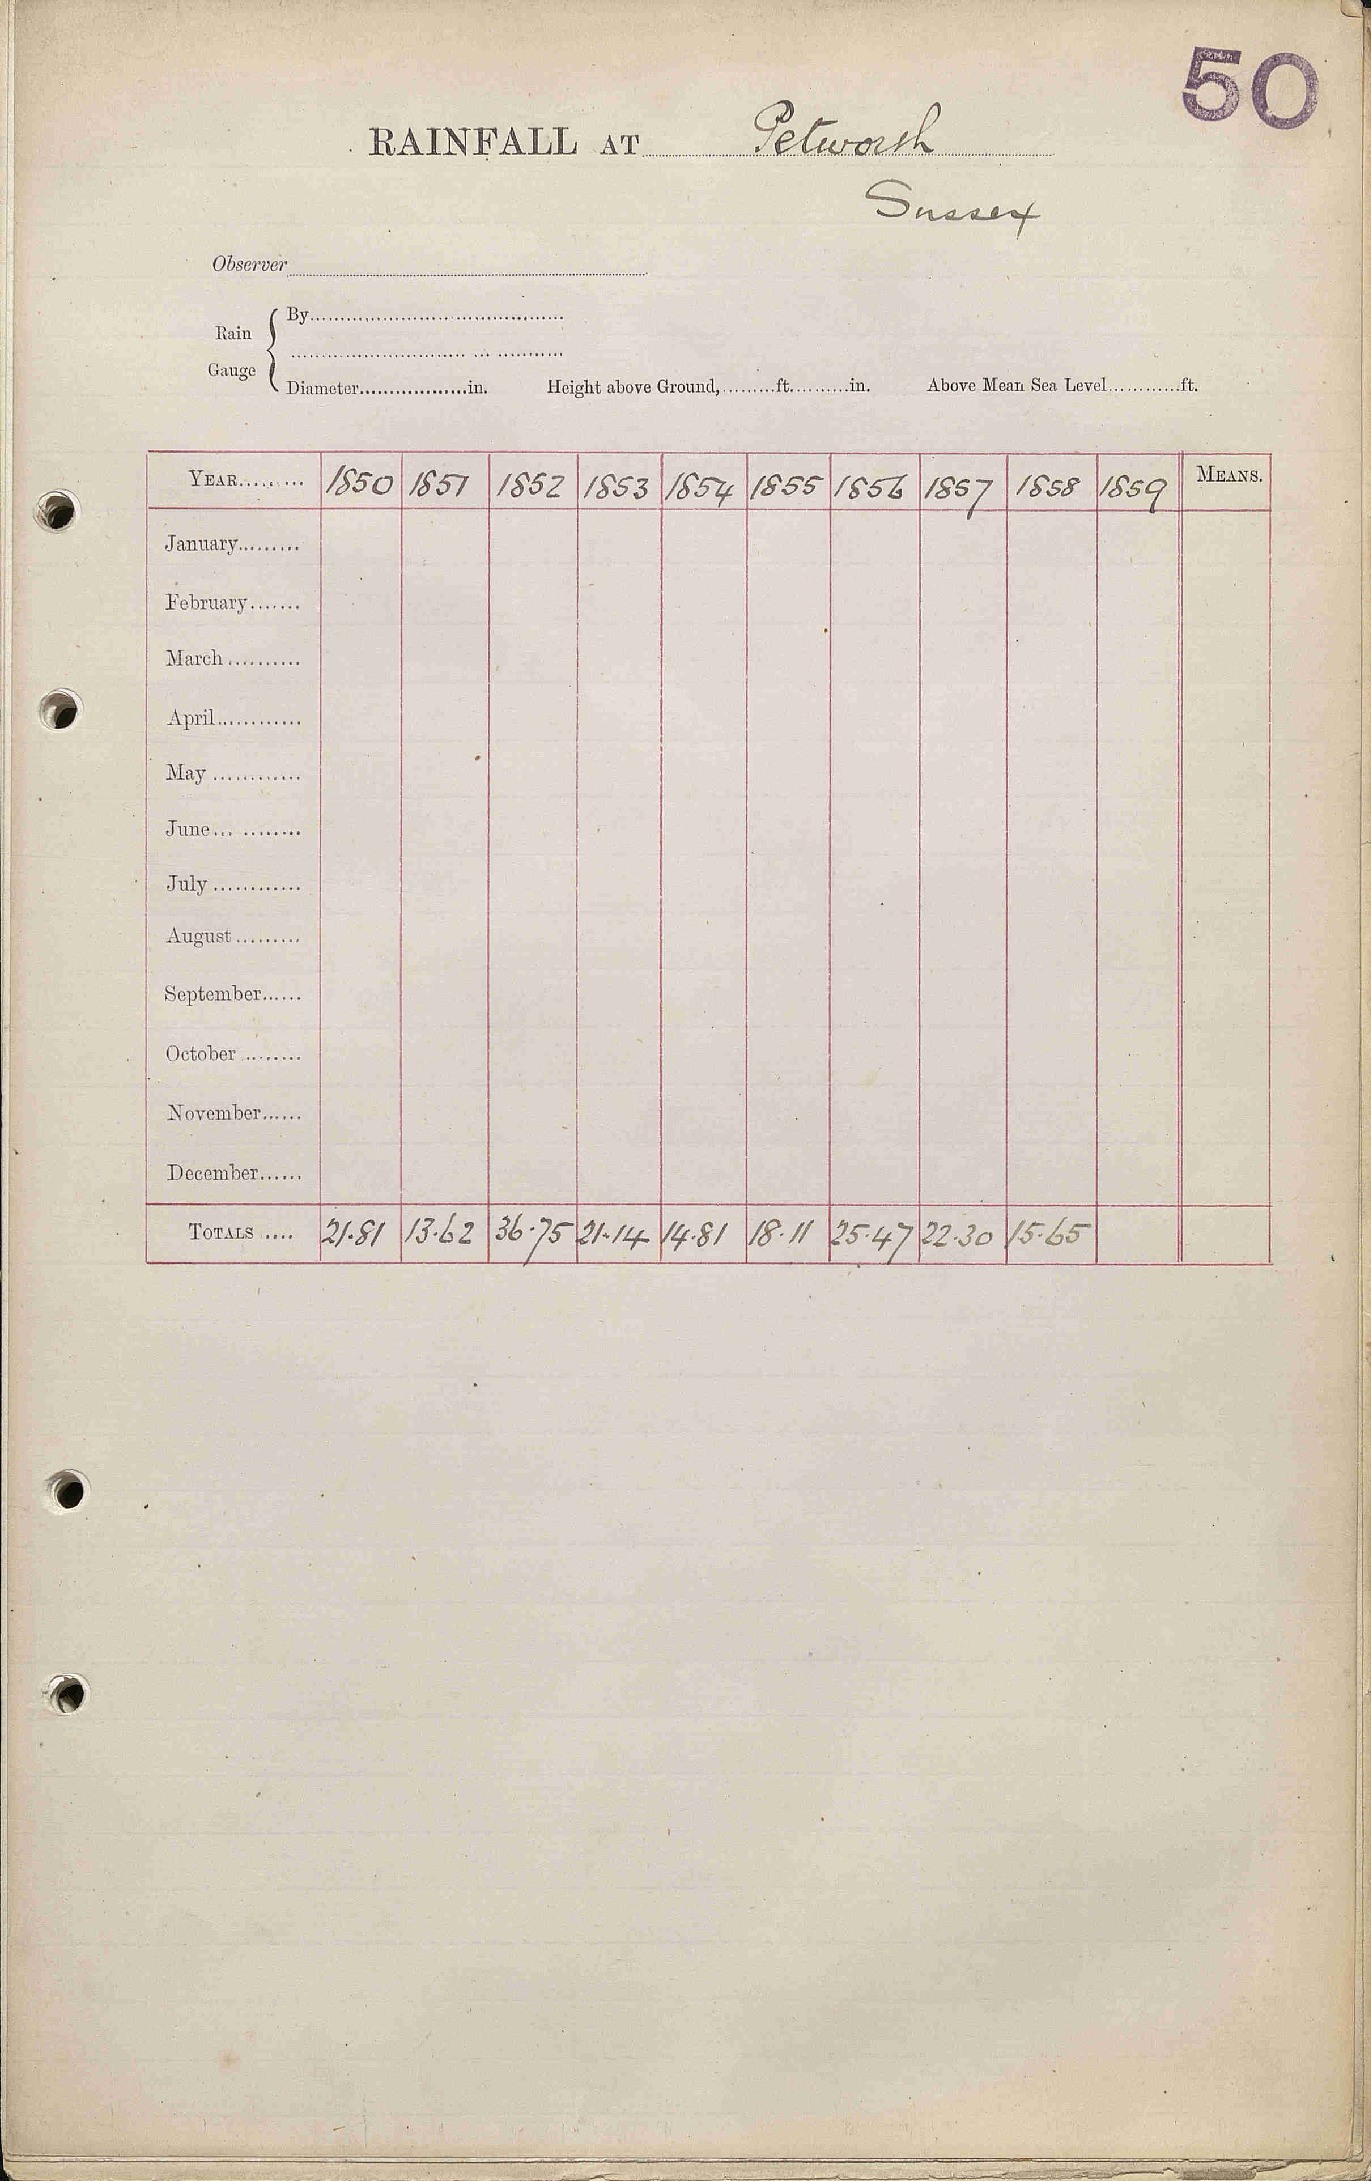 50
RAINFALL AT Petworth
Sussex
Observer
Rain Gauge { By
Diameter in. Height above Ground, ft. in. Above Mean Sea Level ft.
YEAR 1850 1851 1852 1853 1854 1855 1856 1857 1858 1859 MEANS.
January
February
March
April
May
June
July
August
September
October
November
December
TOTALS 21.81 13.62 36.75 21.14 14.81 18.11 25.47 22.30 15.65